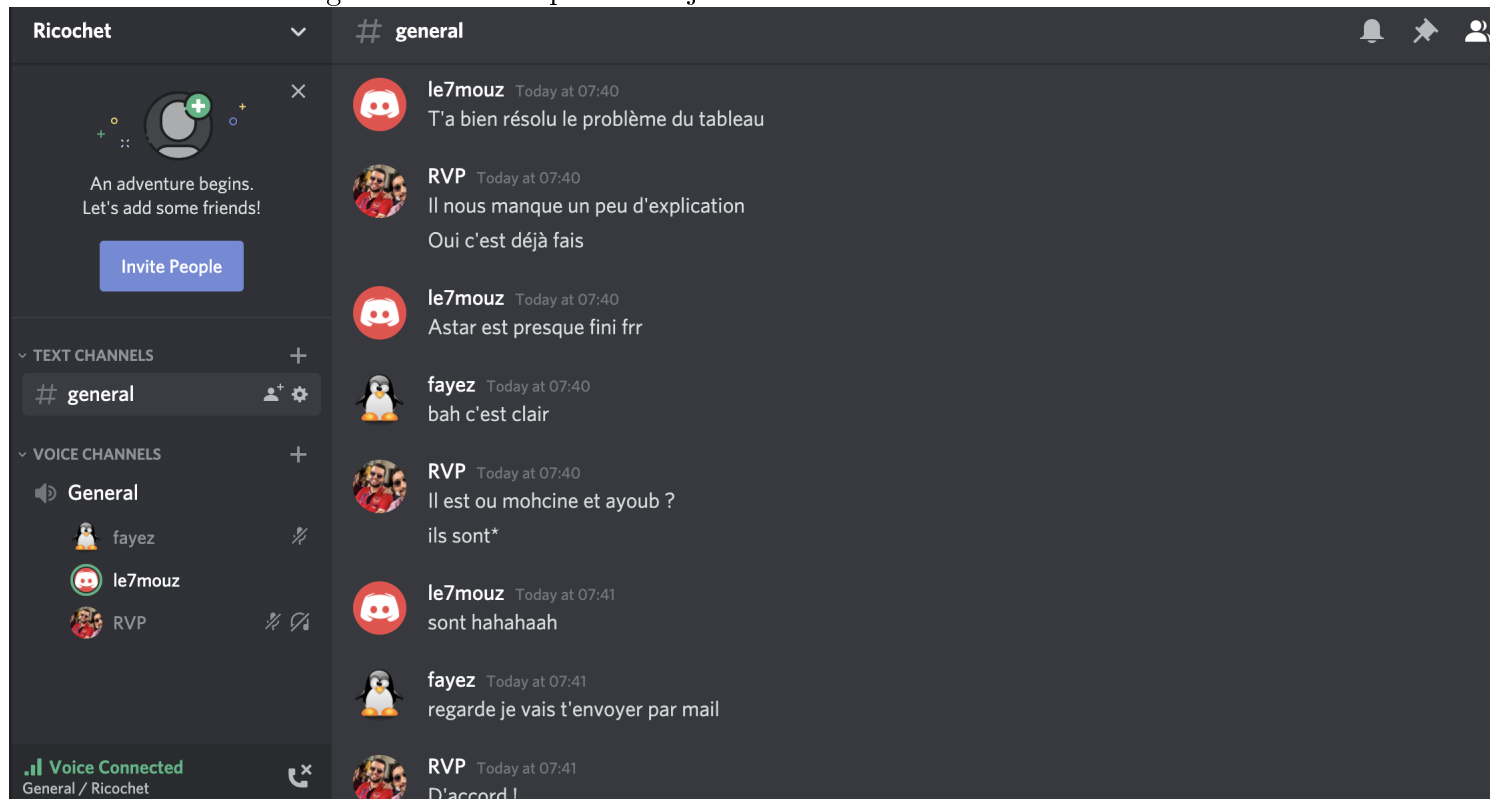 Ricochet
# general
An adventure begins.
Let's add some friends!
Invite People
TEXT CHANNELS
# general
VOICE CHANNELS
General
fayez
le7mouz
RVP
Voice Connected
General / Ricochet
le7mouz Today at 07:40
T'a bien résolu le problème du tableau
RVP Today at 07:40
Il nous manque un peu d'explication
Oui c'est déjà fais
le7mouz Today at 07:40
Astar est presque fini frr
fayez Today at 07:40
bah c'est clair
RVP Today at 07:40
Il est ou mohcine et ayoub ?
ils sont*
le7mouz Today at 07:41
sont hahahaah
fayez Today at 07:41
regarde je vais t'envoyer par mail
RVP Today at 07:41
D'accord !